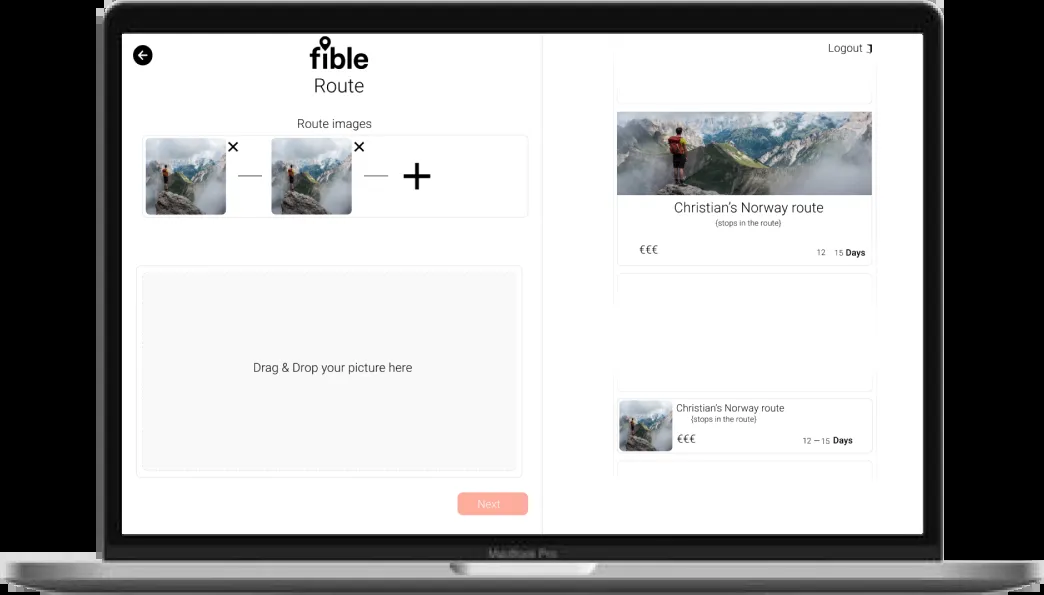 fible
Route
Route images
Drag & Drop your picture here
Next
Logout
Christian's Norway route
{stops in the route}
€€€
12 15 Days
Christian's Norway route
{stops in the route}
€€€
12 – 15 Days
MacBook Pro